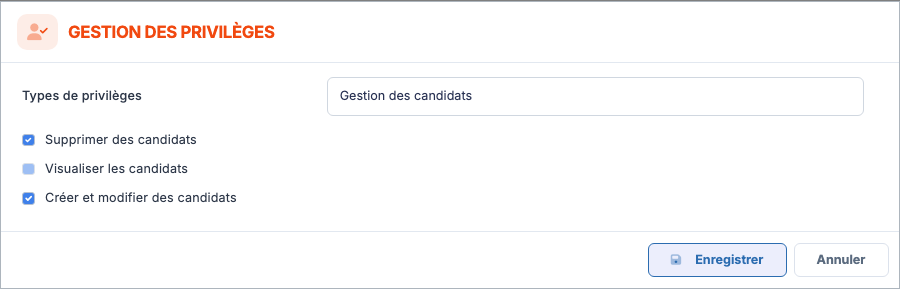 GESTION DES PRIVILÈGES
Types de privilèges
Gestion des candidats
Supprimer des candidats
Visualiser les candidats
Créer et modifier des candidats
Enregistrer
Annuler